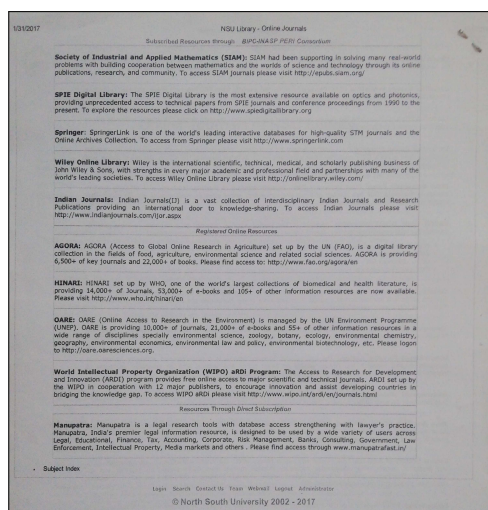 1/31/2017
NSU Library - Online Journals
Subscribed Resources through BIPC-INASP PERI Consortium
Society of Industrial and Applied Mathematics (SIAM): SIAM had been supporting in solving many real-world
problems with building cooperation between mathematics and the worlds of science and technology through its online
publications, research, and community. To access SIAM journals please visit http://epubs.siam.org/
SPIE Digital Library: The SPIE Digital Library is the most extensive resource available on optics and photonics,
providing unprecedented access to technical papers from SPIE journals and conference proceedings from 1990 to the
present. To explore the resources please click on http://www.spiedigitallibrary.org
Springer: SpringerLink is one of the world's leading interactive databases for high-quality STM journals and the
Online Archives Collection. To access from Springer please visit http://www.springerlink.com
Wiley Online Library: Wiley is the international scientific, technical, medical, and scholarly publishing business of
John Wiley & Sons, with strengths in every major academic and professional field and partnerships with many of the
world's leading societies. To access Wiley Online Library please visit http://onlinelibrary.wiley.com/
Indian Journals: Indian Journals(IJ) is a vast collection of interdisciplinary Indian Journals and Research
Publications providing an international door to knowledge-sharing. To access Indian Journals please visit
http://www.indianjournals.com/ijor.aspx
Registered Online Resources
AGORA: AGORA (Access to Global Online Research in Agriculture) set up by the UN (FAO), is a digital library
collection in the fields of food, agriculture, environmental science and related social sciences. AGORA is providing
6,500+ of key journals and 22,000+ of books. Please find access to: http://www.fao.org/agora/en
HINARI: HINARI set up by WHO, one of the world's largest collections of biomedical and health literature, is
providing 14,000+ of Journals, 53,000+ of e-books and 105+ of other information resources are now available.
Please visit http://www.who.int/hinari/en
OARE: OARE (Online Access to Research in the Environment) is managed by the UN Environment Programme
(UNEP). OARE is providing 10,000+ of journals, 21,000+ of e-books and 55+ of other information resources in a
wide range of disciplines specially environmental science, zoology, botany, ecology, environmental chemistry,
geography, environmental economics, environmental law and policy, environmental biotechnology, etc. Please logon
to http://oare.oaresciences.org.
World Intellectual Property Organization (WIPO) aRDi Program: The Access to Research for Development
and Innovation (ARDI) program provides free online access to major scientific and technical journals. ARDI set up by
the WIPO in cooperation with 12 major publishers, to encourage innovation and assist developing countries in
bridging the knowledge gap. To access WIPO aRDi please visit http://www.wipo.int/ardi/en/journals.html
Resources Through Direct Subscription
Manupatra: Manupatra is a legal research tools with database access strengthening with lawyer's practice.
Manupatra, India's premier legal information resource, is designed to be used by a wide variety of users across
Legal, Educational, Finance, Tax, Accounting, Corporate, Risk Management, Banks, Consulting, Government, Law
Enforcement, Intellectual Property, Media markets and others . Please find access through www.manupatrafast.in/
• Subject Index
Login Search Contact Us Team Webmail Logout Administrator
© North South University 2002 - 2017